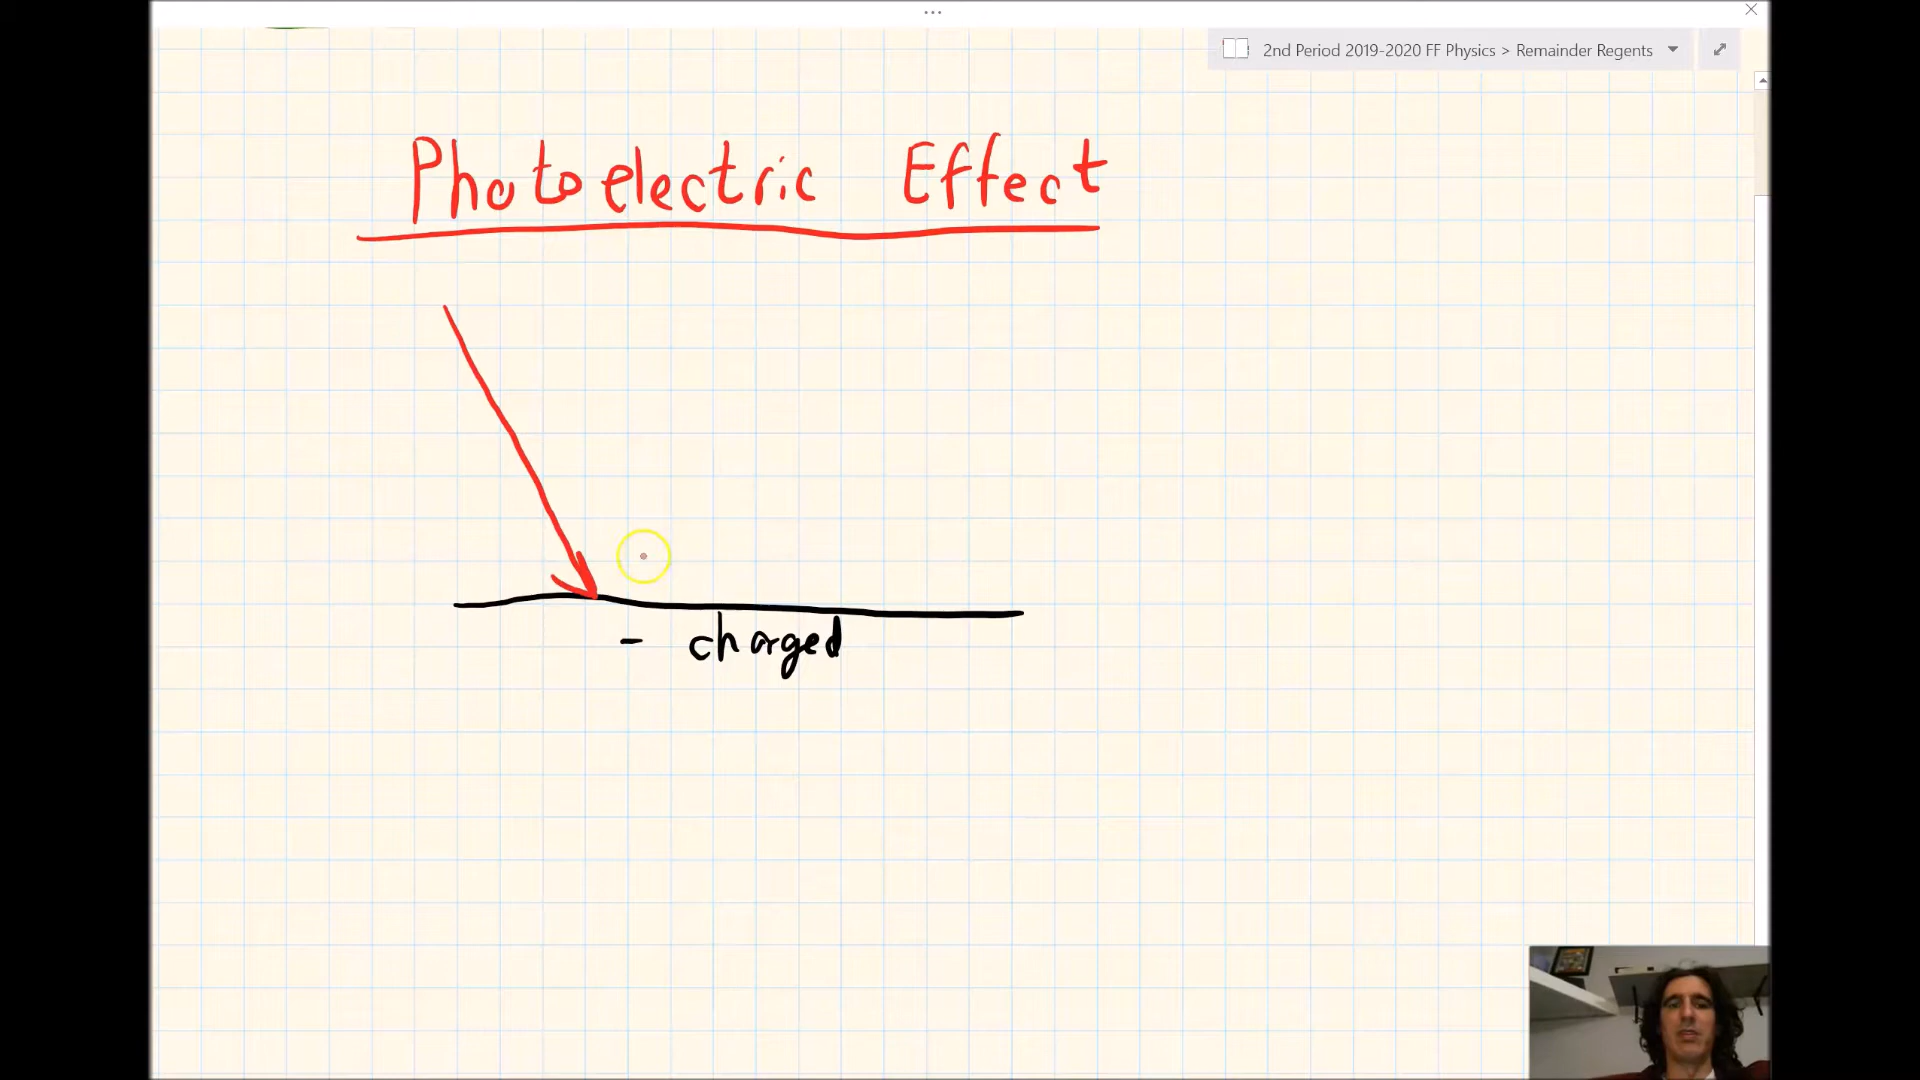 2nd Period 2019-2020 FF Physics > Remainder Regents
Photoelectric Effect
- charged